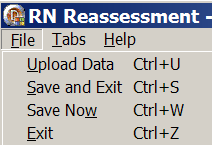 RN Reassessment -
File Tabs Help
Upload Data Ctrl+U
Save and Exit Ctrl+S
Save Now Ctrl+W
Exit Ctrl+Z